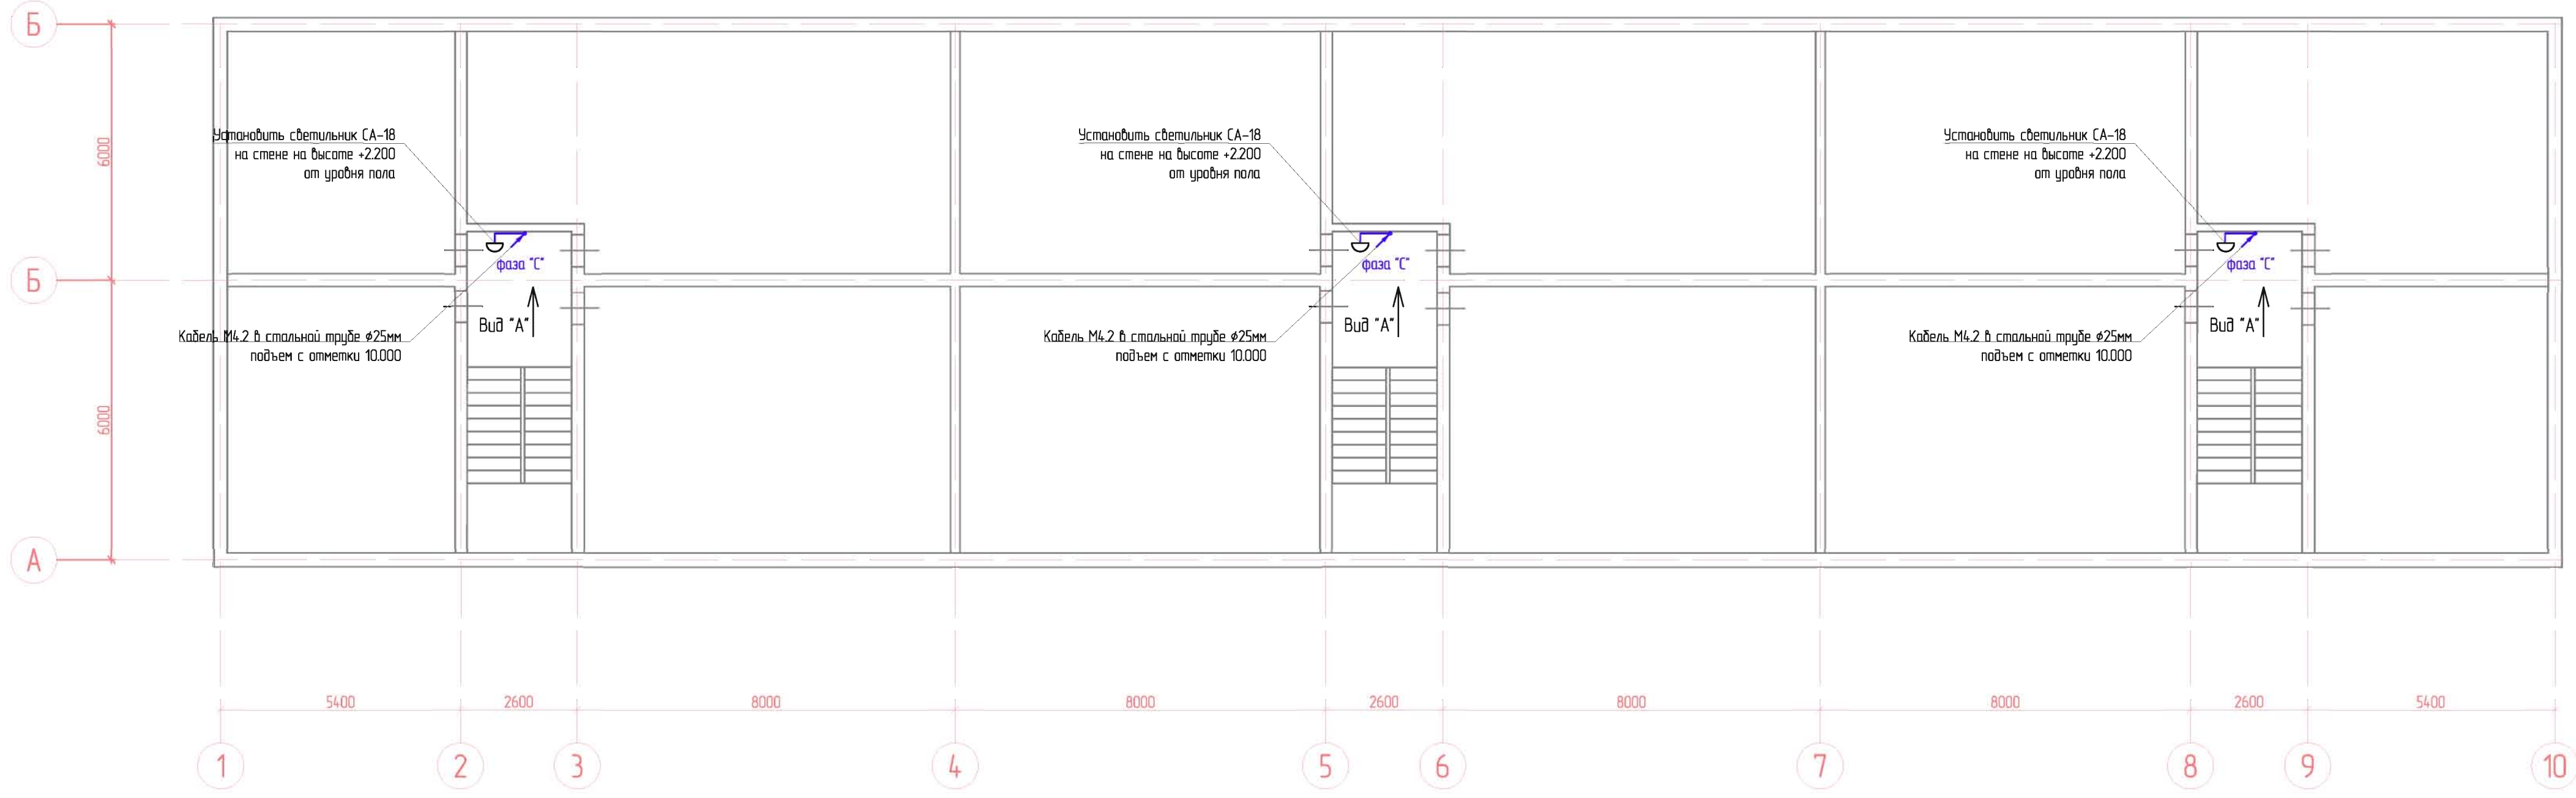 Б
6000
Установить светильник СА-18
на стене на высоте +2.200
от уровня пола
Установить светильник СА-18
на стене на высоте +2.200
от уровня пола
Установить светильник СА-18
на стене на высоте +2.200
от уровня пола
Б
фаза "С"
фаза "С"
фаза "С"
Вид "А"
Вид "А"
Вид "А"
Кабель М4.2 в стальной трубе ⌀25мм
подъем с отметки 10.000
Кабель М4.2 в стальной трубе ⌀25мм
подъем с отметки 10.000
Кабель М4.2 в стальной трубе ⌀25мм
подъем с отметки 10.000
6000
А
5400 2600 8000 8000 2600 8000 8000 2600 5400
1 2 3 4 5 6 7 8 9 10